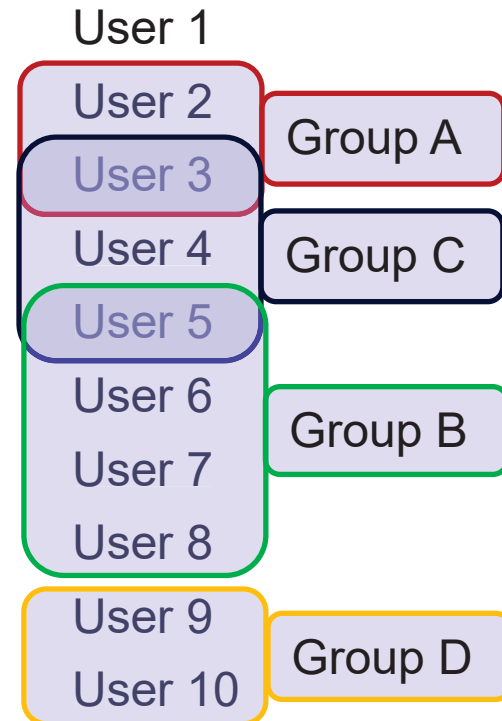 User 1
User 2
Group A
User 3
User 4
Group C
User 5
User 6
Group B
User 7
User 8
User 9
Group D
User 10